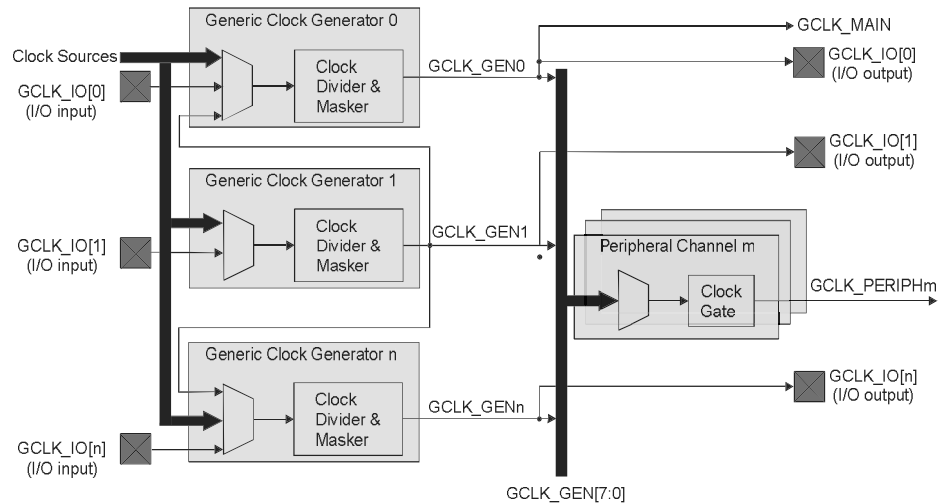 Generic Clock Generator 0
Clock Sources
GCLK_IO[0]
(I/O input)
Clock
Divider &
Masker
GCLK_GEN0
GCLK_MAIN
GCLK_IO[0]
(I/O output)
GCLK_IO[1]
(I/O output)
Generic Clock Generator 1
GCLK_IO[1]
(I/O input)
Clock
Divider &
Masker
GCLK_GEN1
Peripheral Channel m
Clock
Gate
GCLK_PERIPHm
Generic Clock Generator n
GCLK_IO[n]
(I/O input)
Clock
Divider &
Masker
GCLK_GENn
GCLK_IO[n]
(I/O output)
GCLK_GEN[7:0]